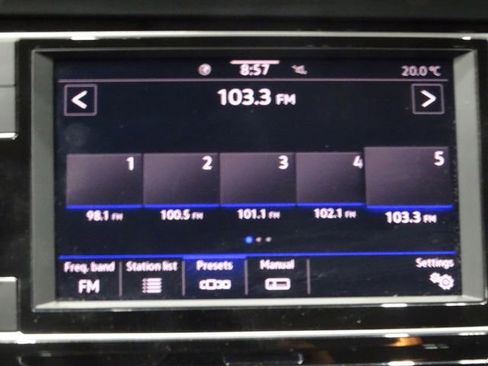 8:57 20.0°C
< 103.3 FM >
1 2 3 4 5
98.1 FM 100.5 FM 101.1 FM 102.1 FM 103.3 FM
Freq. band Station list Presets Manual Settings
FM